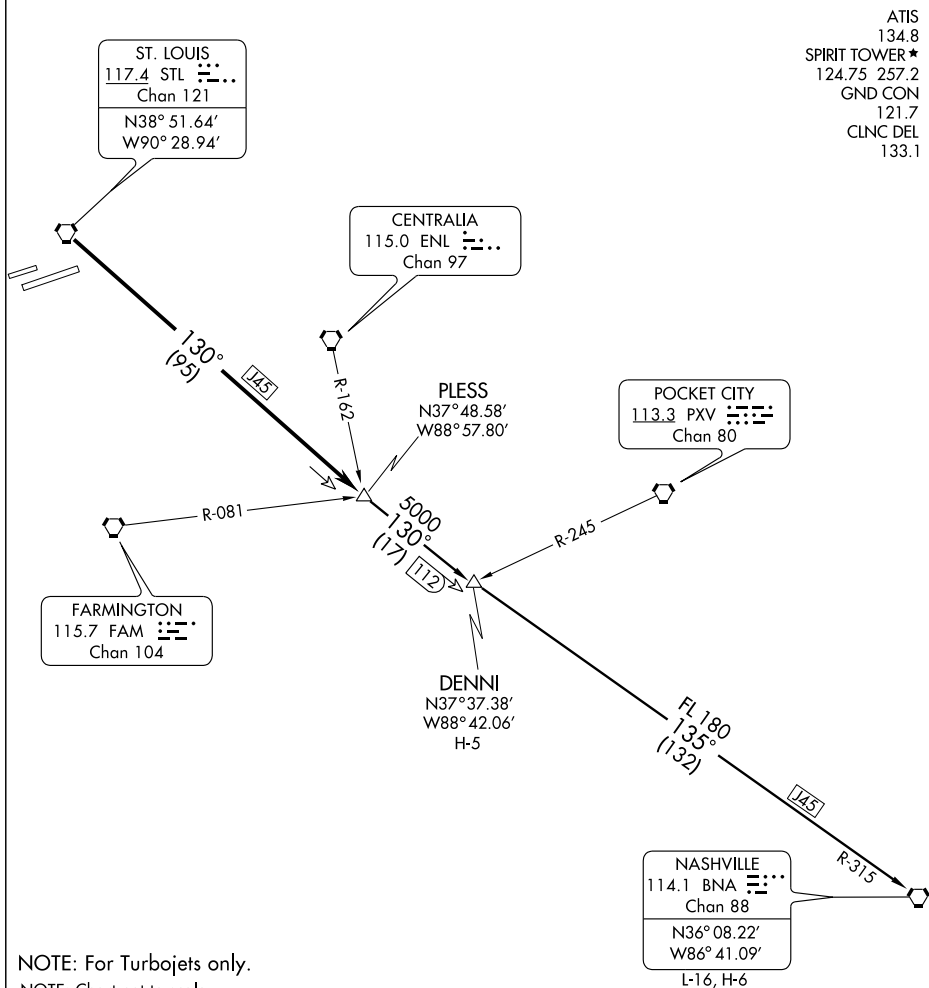 ATIS
134.8
SPIRIT TOWER★
124.75 257.2
GND CON
121.7
CLNC DEL
133.1
ST. LOUIS
117.4 STL
Chan 121
N38° 51.64′
W90° 28.94′
CENTRALIA
115.0 ENL
Chan 97
130°
(95)
J45
R-162
PLESS
N37°48.58′
W88°57.80′
POCKET CITY
113.3 PXV
Chan 80
R-081
5000
130°
(17)
112
R-245
FARMINGTON
115.7 FAM
Chan 104
DENNI
N37°37.38′
W88°42.06′
H-5
FL 180
135°
(132)
J45
R-315
NASHVILLE
114.1 BNA
Chan 88
N36° 08.22′
W86° 41.09′
L-16, H-6
NOTE: For Turbojets only.